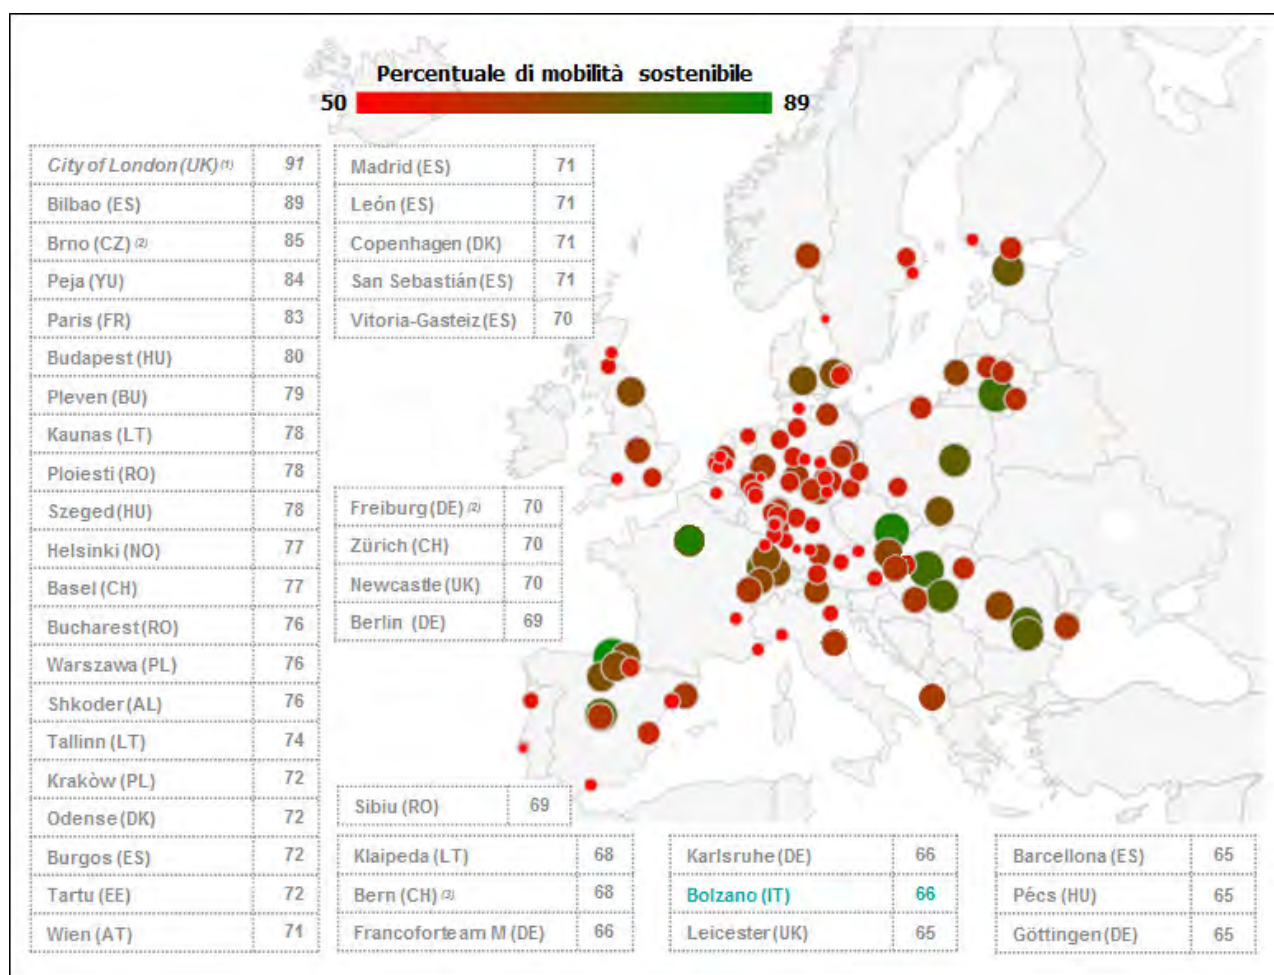 Percentuale di mobilità sostenibile
50 89
City of London (UK) (1) 91
Bilbao (ES) 89
Brno (CZ) (2) 85
Peja (YU) 84
Paris (FR) 83
Budapest (HU) 80
Pleven (BU) 79
Kaunas (LT) 78
Ploiesti (RO) 78
Szeged (HU) 78
Helsinki (NO) 77
Basel (CH) 77
Bucharest (RO) 76
Warszawa (PL) 76
Shkoder (AL) 76
Tallinn (LT) 74
Krakòw (PL) 72
Odense (DK) 72
Burgos (ES) 72
Tartu (EE) 72
Wien (AT) 71
Madrid (ES) 71
León (ES) 71
Copenhagen (DK) 71
San Sebastián (ES) 71
Vitoria-Gasteiz (ES) 70
Freiburg (DE) (2) 70
Zürich (CH) 70
Newcastle (UK) 70
Berlin (DE) 69
Sibiu (RO) 69
Klaipeda (LT) 68
Bern (CH) (3) 68
Francoforte am M (DE) 66
Karlsruhe (DE) 66
Bolzano (IT) 66
Leicester (UK) 65
Barcellona (ES) 65
Pécs (HU) 65
Göttingen (DE) 65